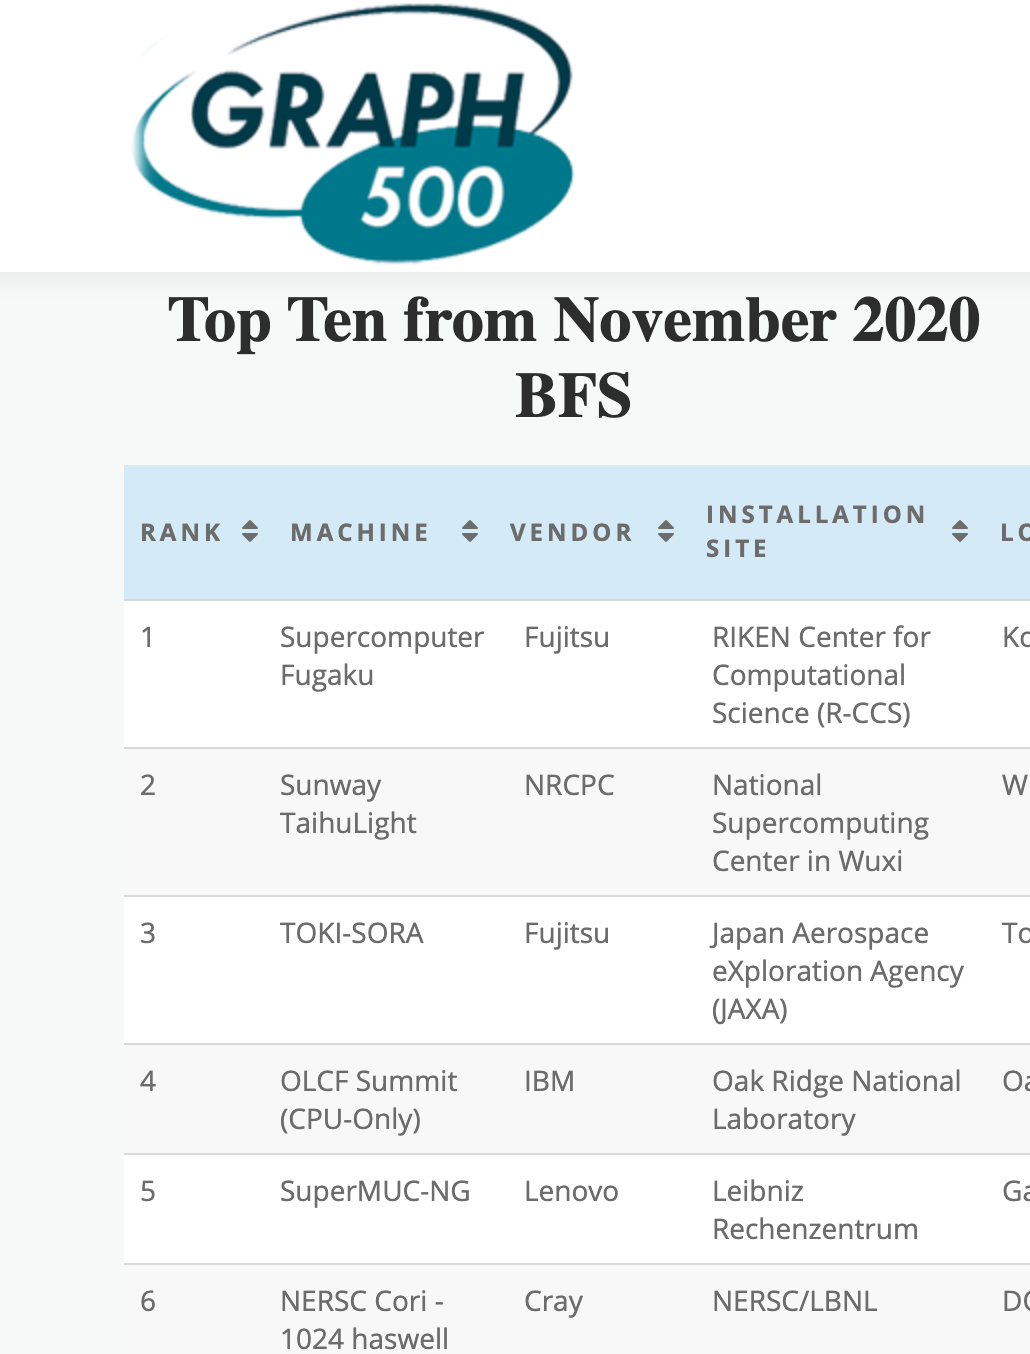 GRAPH
500
Top Ten from November 2020
BFS
RANK MACHINE VENDOR INSTALLATION SITE
1 Supercomputer Fugaku Fujitsu RIKEN Center for Computational Science (R-CCS)
2 Sunway TaihuLight NRCPC National Supercomputing Center in Wuxi
3 TOKI-SORA Fujitsu Japan Aerospace eXploration Agency (JAXA)
4 OLCF Summit (CPU-Only) IBM Oak Ridge National Laboratory
5 SuperMUC-NG Lenovo Leibniz Rechenzentrum
6 NERSC Cori - 1024 haswell Cray NERSC/LBNL